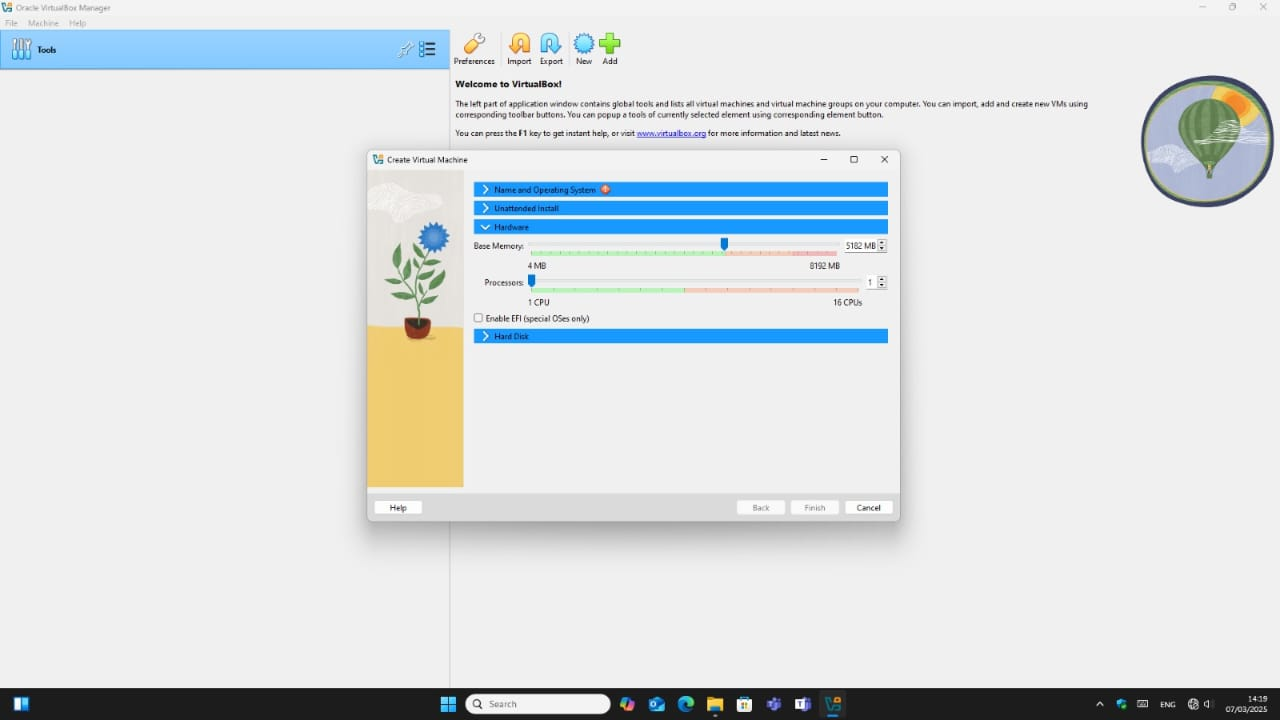 Oracle VirtualBox Manager
File Machine Help
Tools
Preferences Import Export New Add
Welcome to VirtualBox!
The left part of application window contains global tools and lists all virtual machines and virtual machine groups on your computer. You can import, add and create new VMs using
corresponding toolbar buttons. You can popup a tools of currently selected element using corresponding element button.
You can press the F1 key to get instant help, or visit www.virtualbox.org for more information and latest news.
Create Virtual Machine
Name and Operating System
Unattended Install
Hardware
Base Memory: 5182 MB
4 MB 8192 MB
Processors: 1
1 CPU 16 CPUs
Enable EFI (special OSes only)
Hard Disk
Help Back Finish Cancel
Search ENG 14:19
07/03/2025